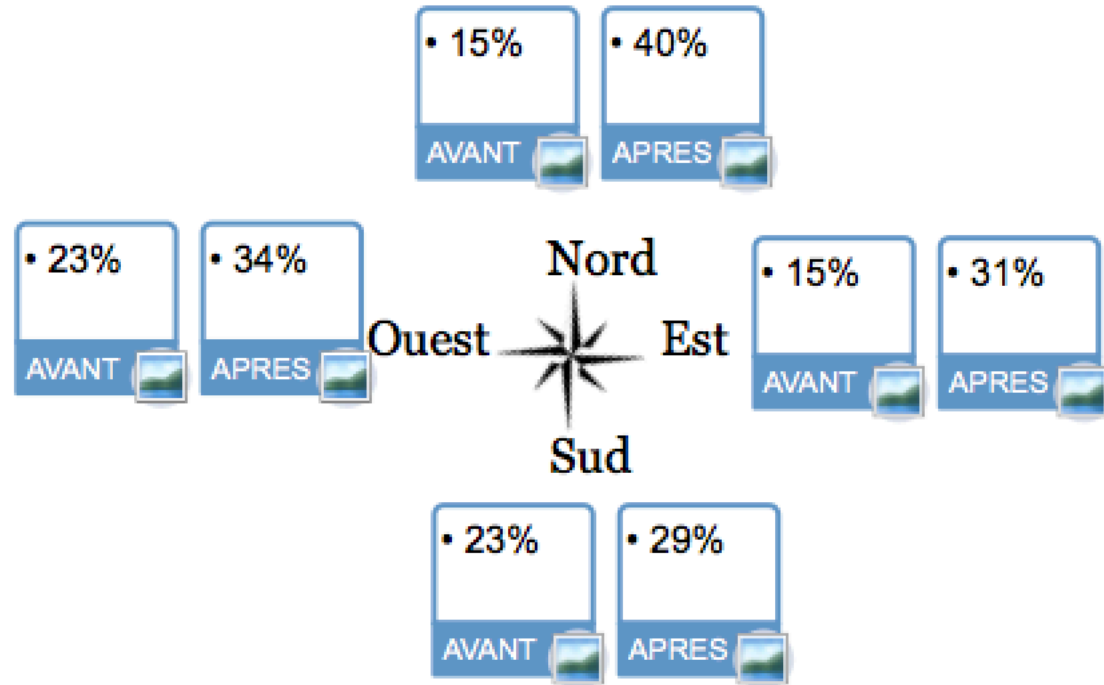 • 15%
• 40%
AVANT
APRES
• 23%
• 34%
AVANT
APRES
Nord
Ouest
Est
Sud
• 15%
• 31%
AVANT
APRES
• 23%
• 29%
AVANT
APRES